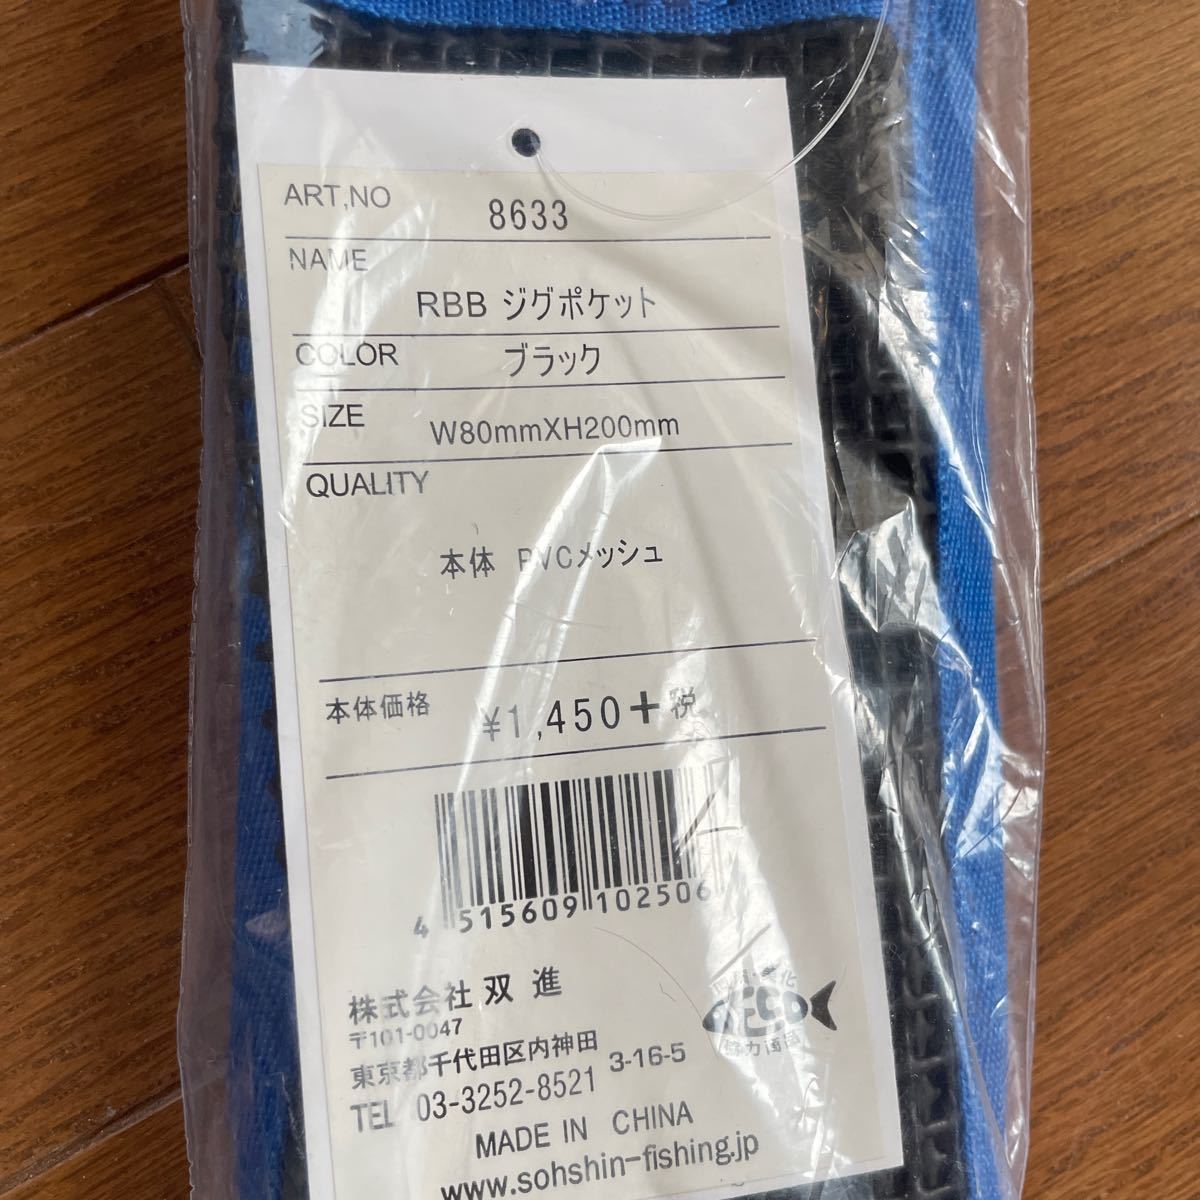 ART,NO 8633
NAME
RBB ジグポケット
COLOR ブラック
SIZE W80mmXH200mm
QUALITY
本体 PVCメッシュ
本体価格 ¥1,450+税
4 515609 102506
株式会社 双進
〒101-0047
東京都千代田区内神田 3-16-5
TEL 03-3252-8521
MADE IN CHINA
www.sohshin-fishing.jp
ECO